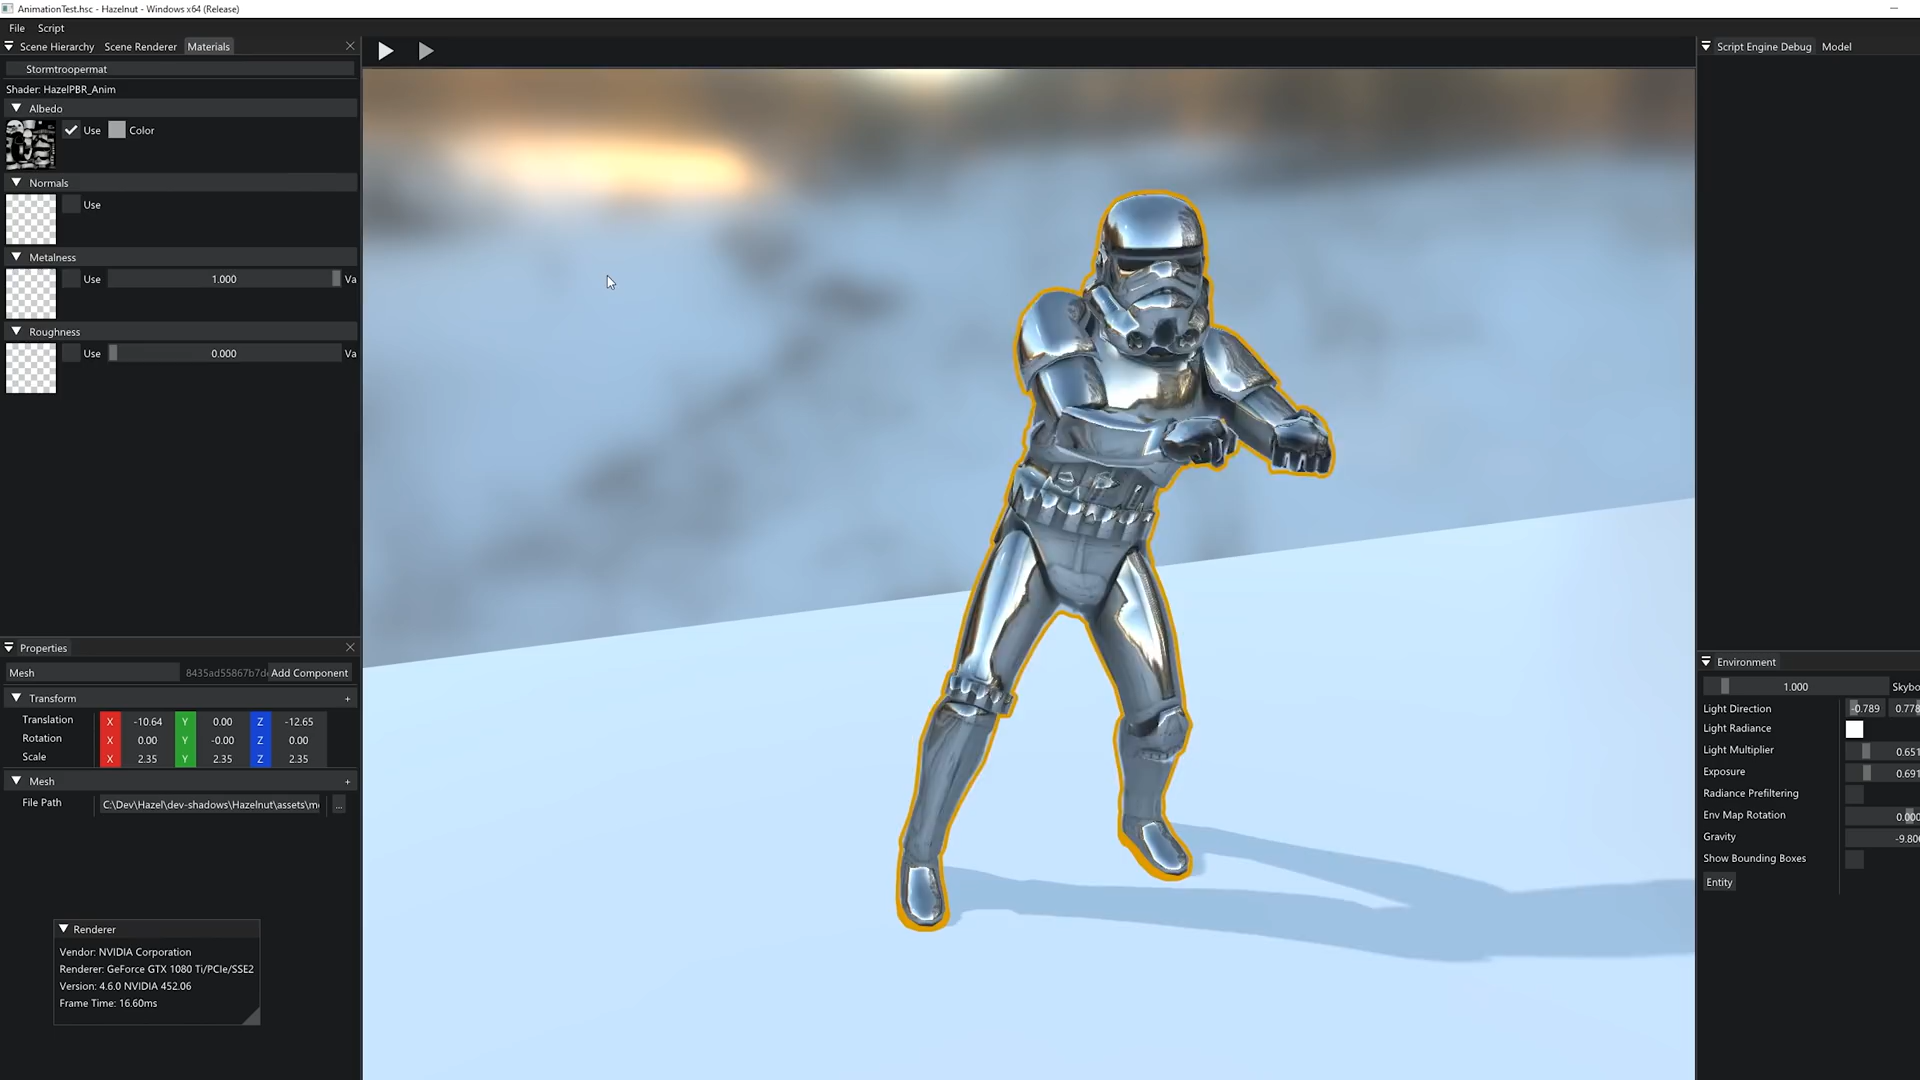 AnimationTest.hsc - Hazelnut - Windows x64 (Release)
File Script
Scene Hierarchy Scene Renderer Materials
Stormtroopermat
Shader: HazelPBR_Anim
Albedo
Use Color
Normals
Use
Metalness
Use 1.000 Va
Roughness
Use 0.000 Va
Properties
Mesh 8435ad55867b7d Add Component
Transform +
Translation X -10.64 Y 0.00 Z -12.65
Rotation X 0.00 Y -0.00 Z 0.00
Scale X 2.35 Y 2.35 Z 2.35
Mesh +
File Path C:\Dev\Hazel\dev-shadows\Hazelnut\assets\m ...
Renderer
Vendor: NVIDIA Corporation
Renderer: GeForce GTX 1080 Ti/PCIe/SSE2
Version: 4.6.0 NVIDIA 452.06
Frame Time: 16.60ms
Script Engine Debug Model
Environment
1.000 Skybo
Light Direction -0.789 0.778
Light Radiance
Light Multiplier 0.651
Exposure 0.691
Radiance Prefiltering
Env Map Rotation 0.000
Gravity -9.80
Show Bounding Boxes
Entity